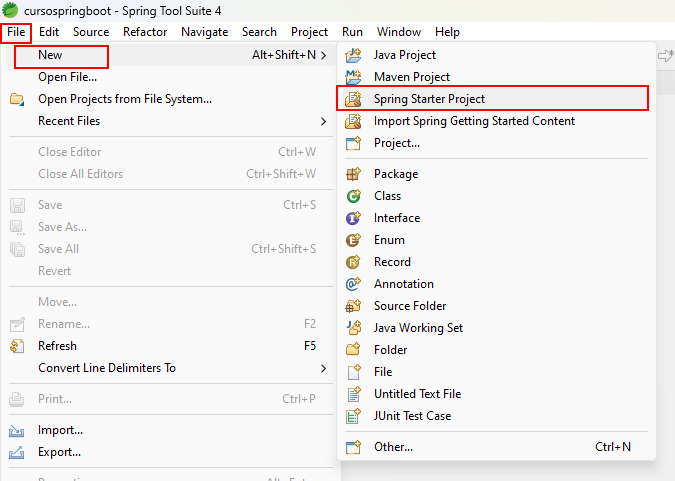 cursospringboot - Spring Tool Suite 4
File Edit Source Refactor Navigate Search Project Run Window Help
New Alt+Shift+N >
Open File...
Open Projects from File System...
Recent Files >
Close Editor Ctrl+W
Close All Editors Ctrl+Shift+W
Save Ctrl+S
Save As...
Save All Ctrl+Shift+S
Revert
Move...
Rename... F2
Refresh F5
Convert Line Delimiters To >
Print... Ctrl+P
Import...
Export...
Java Project
Maven Project
Spring Starter Project
Import Spring Getting Started Content
Project...
Package
Class
Interface
Enum
Record
Annotation
Source Folder
Java Working Set
Folder
File
Untitled Text File
JUnit Test Case
Other... Ctrl+N